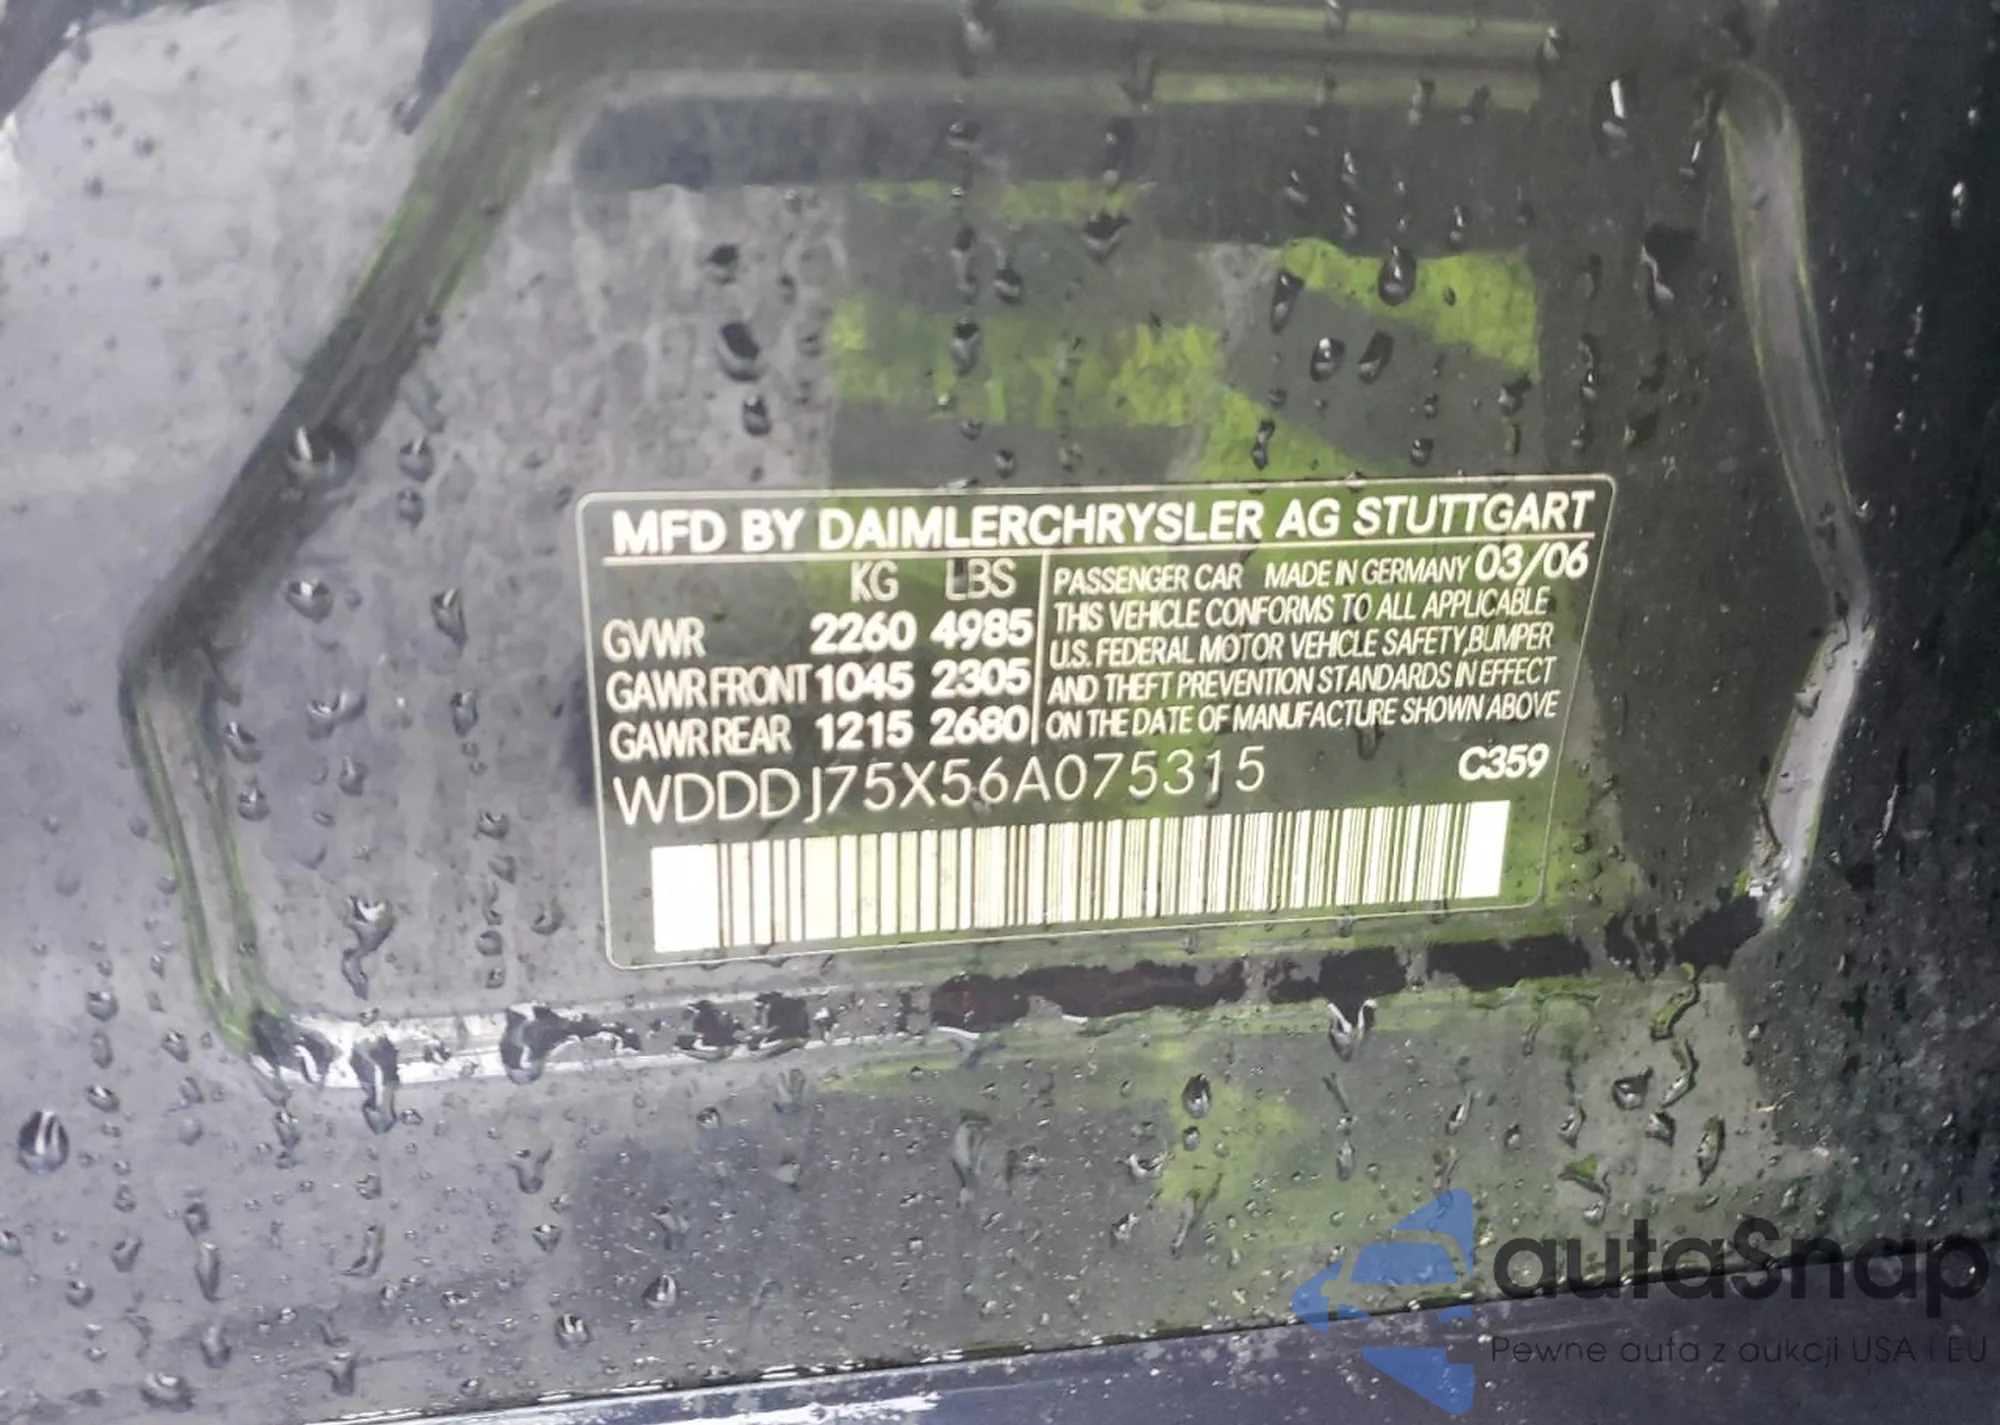 MFD BY DAIMLERCHRYSLER AG STUTTGART
KG LBS
GVWR 2260 4985
GAWR FRONT 1045 2305
GAWR REAR 1215 2680
PASSENGER CAR MADE IN GERMANY 03/06
THIS VEHICLE CONFORMS TO ALL APPLICABLE
U.S. FEDERAL MOTOR VEHICLE SAFETY, BUMPER
AND THEFT PREVENTION STANDARDS IN EFFECT
ON THE DATE OF MANUFACTURE SHOWN ABOVE
WDDDJ75X56A075315 C359
autaSnap
Pewne auta z aukcji USA i EU